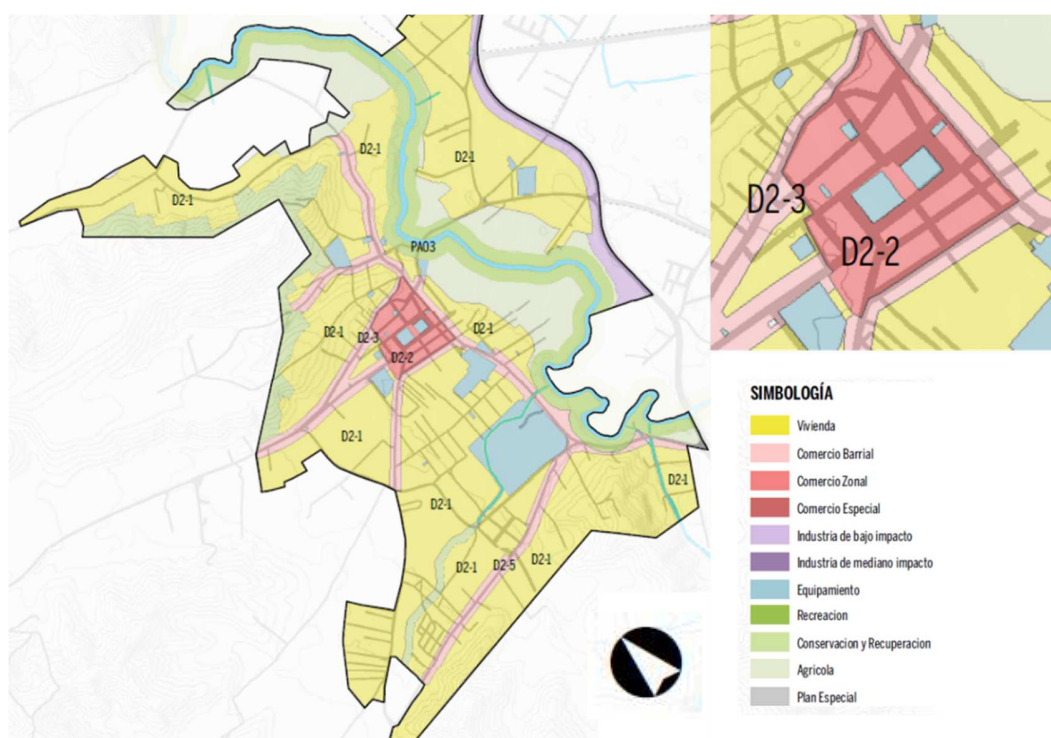 D2-1
D2-1
D2-1
PA03
D2-1
D2-3
D2-1
D2-2
D2-1
D2-1
D2-1
D2-1
D2-5
D2-1
D2-3
D2-2
SIMBOLOGÍA
Vivienda
Comercio Barrial
Comercio Zonal
Comercio Especial
Industria de bajo impacto
Industria de mediano impacto
Equipamiento
Recreacion
Conservacion y Recuperacion
Agricola
Plan Especial